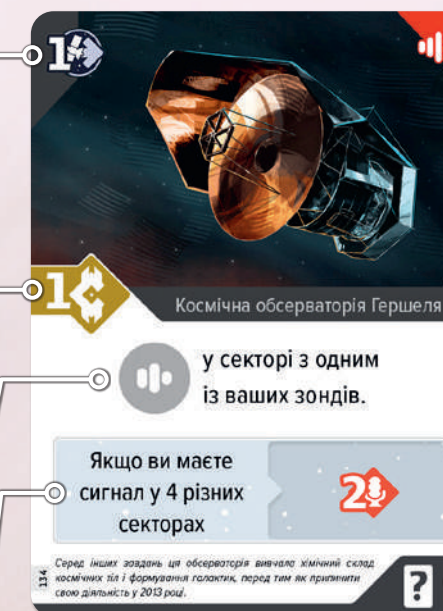 1
1
Космічна обсерваторія Гершеля
у секторі з одним
із ваших зондів.
Якщо ви маєте
сигнал у 4 різних
секторах
2
134
Серед інших завдань ця обсерваторія вивчала хімічний склад
космічних тіл і формування галактик, перед тим як припинити
свою діяльність у 2013 році.
?